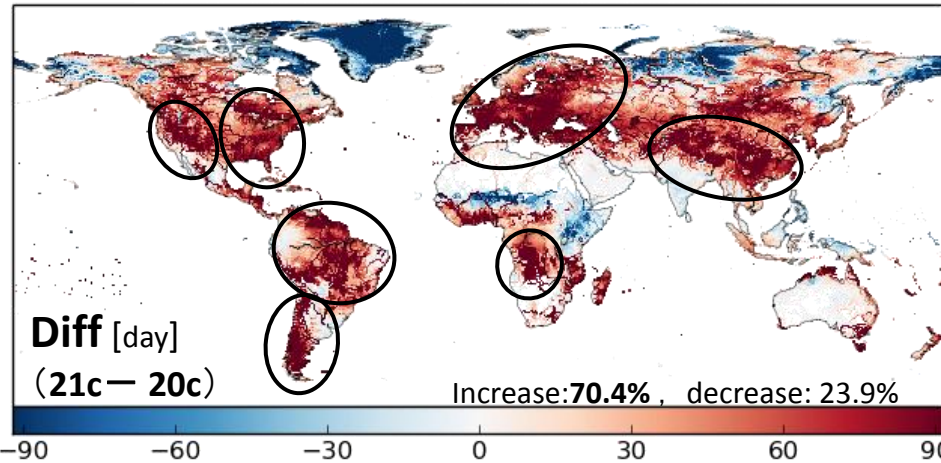 Diff [day]
（21c－20c）
Increase:70.4% , decrease: 23.9%
−90 −60 −30 0 30 60 90